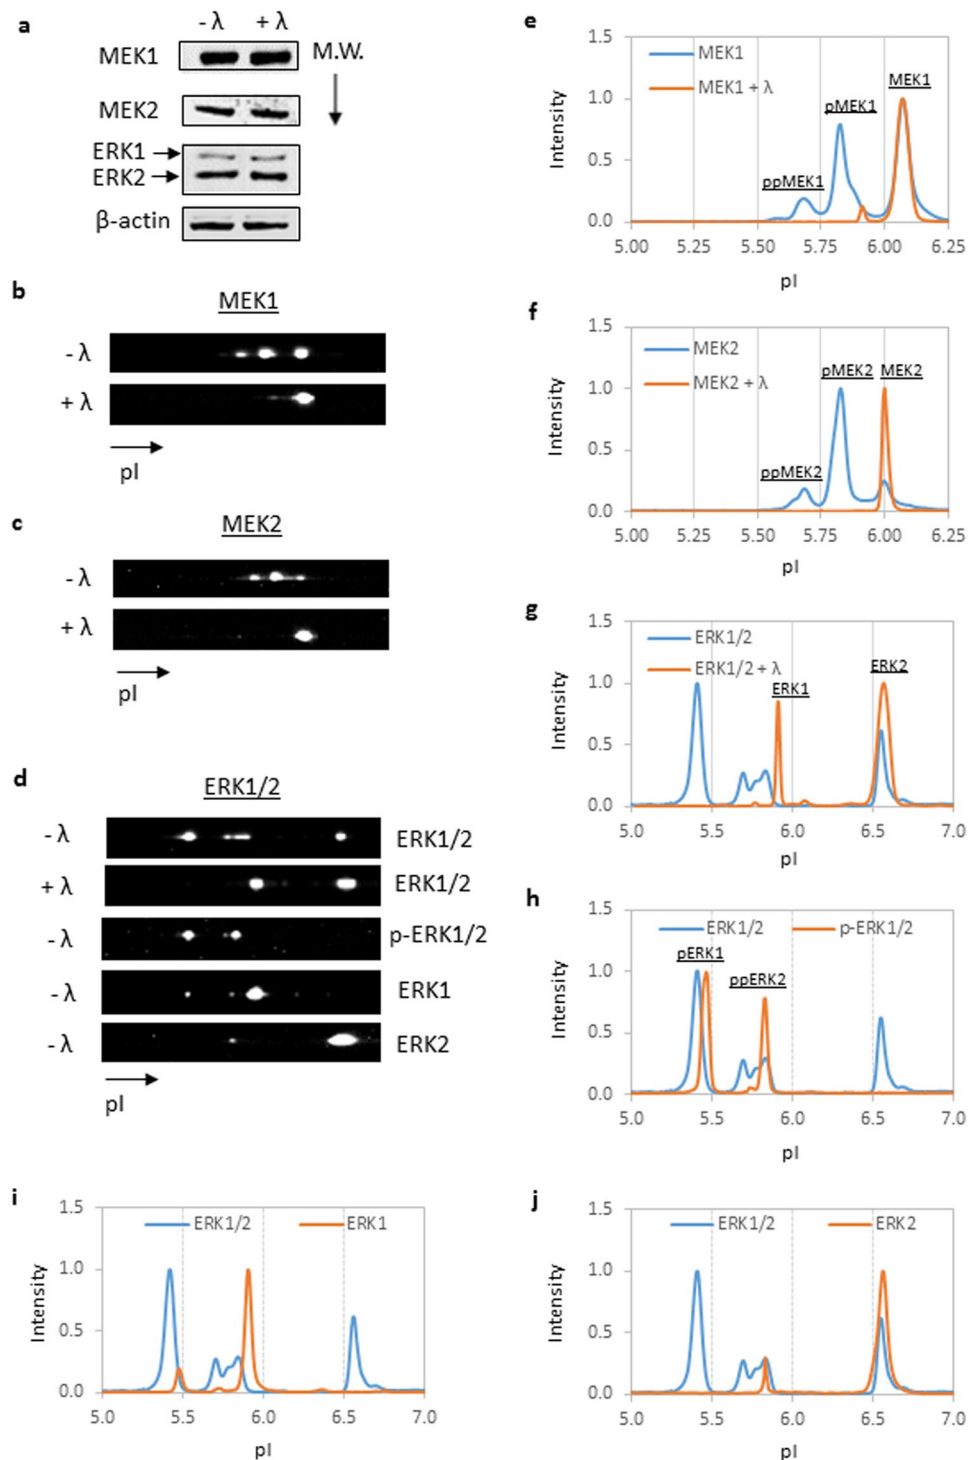 a
- λ + λ
MEK1
M.W.
MEK2
ERK1
ERK2
β-actin
b
MEK1
- λ
+ λ
pI
c
MEK2
- λ
+ λ
pI
d
ERK1/2
- λ ERK1/2
+ λ ERK1/2
- λ p-ERK1/2
- λ ERK1
- λ ERK2
pI
e
MEK1
MEK1 + λ
ppMEK1
pMEK1
MEK1
Intensity
1.5
1.0
0.5
0.0
5.00 5.25 5.50 5.75 6.00 6.25
pI
f
MEK2
MEK2 + λ
ppMEK2
pMEK2
MEK2
Intensity
1.5
1.0
0.5
0.0
5.00 5.25 5.50 5.75 6.00 6.25
pI
g
ERK1/2
ERK1/2 + λ
ERK1
ERK2
Intensity
1.5
1.0
0.5
0.0
5.0 5.5 6.0 6.5 7.0
pI
h
ERK1/2 p-ERK1/2
pERK1
ppERK2
Intensity
1.5
1.0
0.5
0.0
5.0 5.5 6.0 6.5 7.0
pI
i
ERK1/2 ERK1
Intensity
1.5
1.0
0.5
0.0
5.0 5.5 6.0 6.5 7.0
pI
j
ERK1/2 ERK2
Intensity
1.5
1.0
0.5
0.0
5.0 5.5 6.0 6.5 7.0
pI